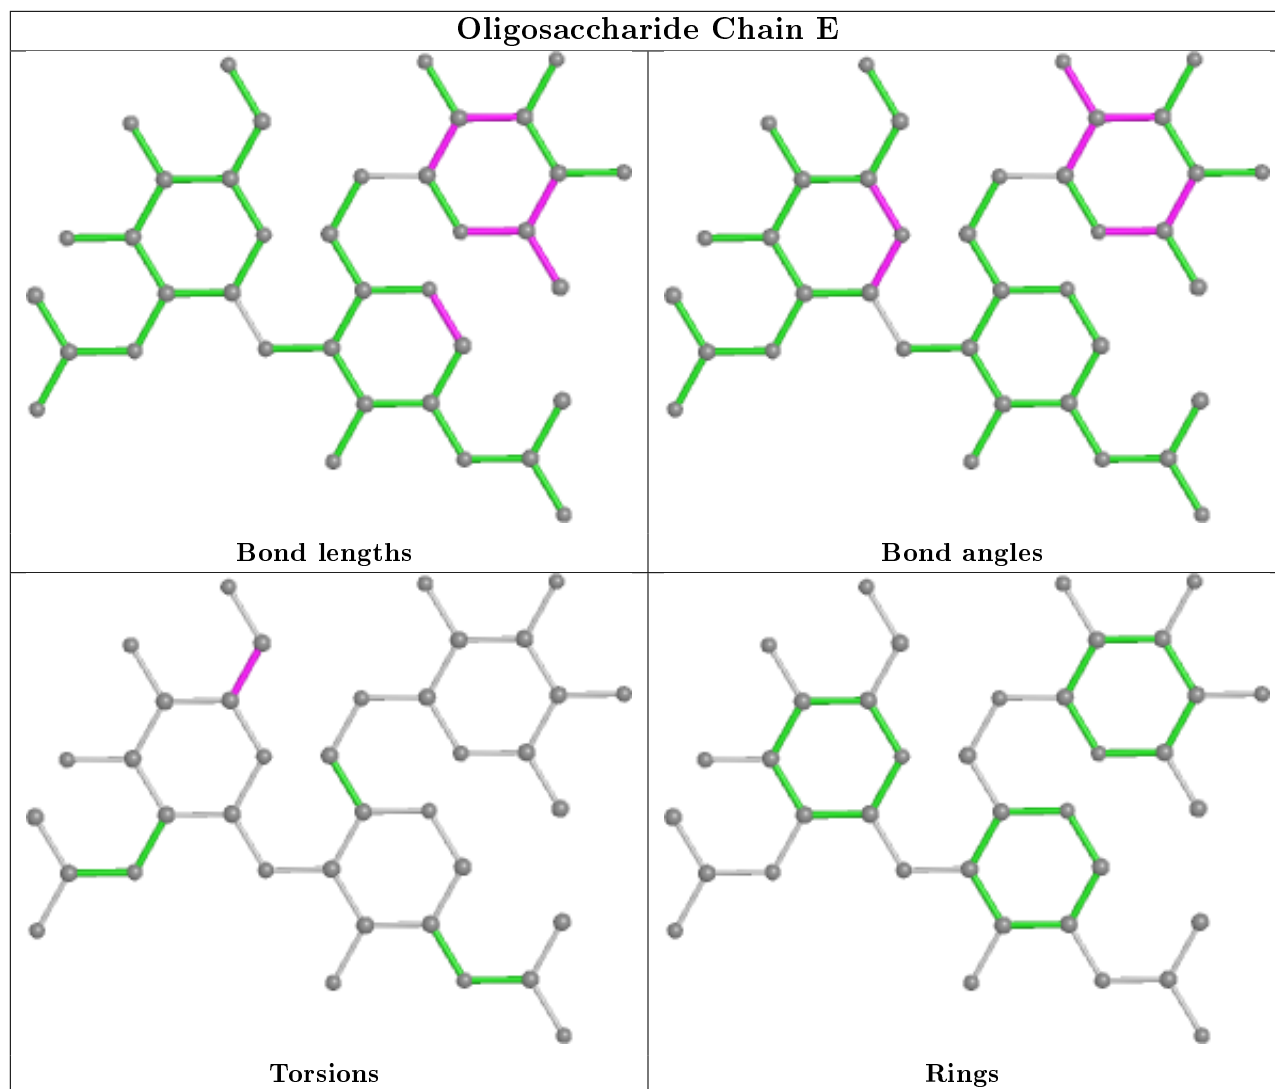 Oligosaccharide Chain E
Bond lengths
Bond angles
Torsions
Rings